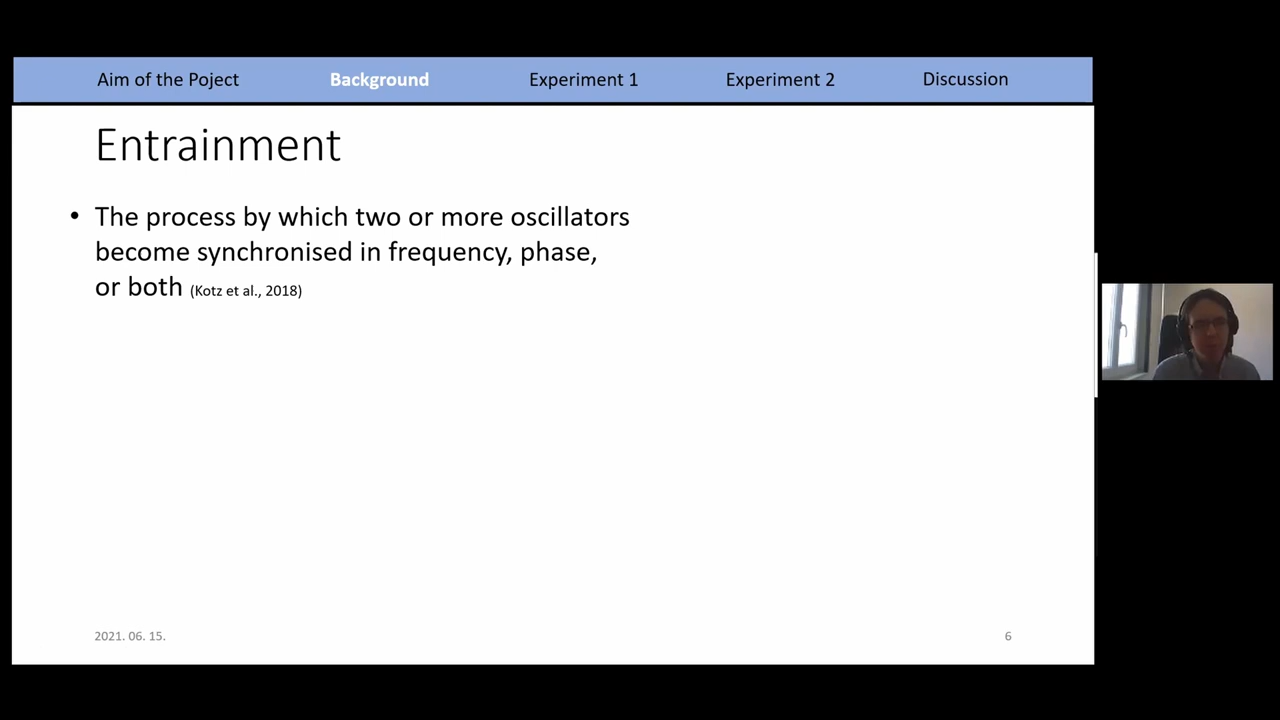 Aim of the Poject Background Experiment 1 Experiment 2 Discussion
Entrainment
• The process by which two or more oscillators
become synchronised in frequency, phase,
or both (Kotz et al., 2018)
2021. 06. 15. 6